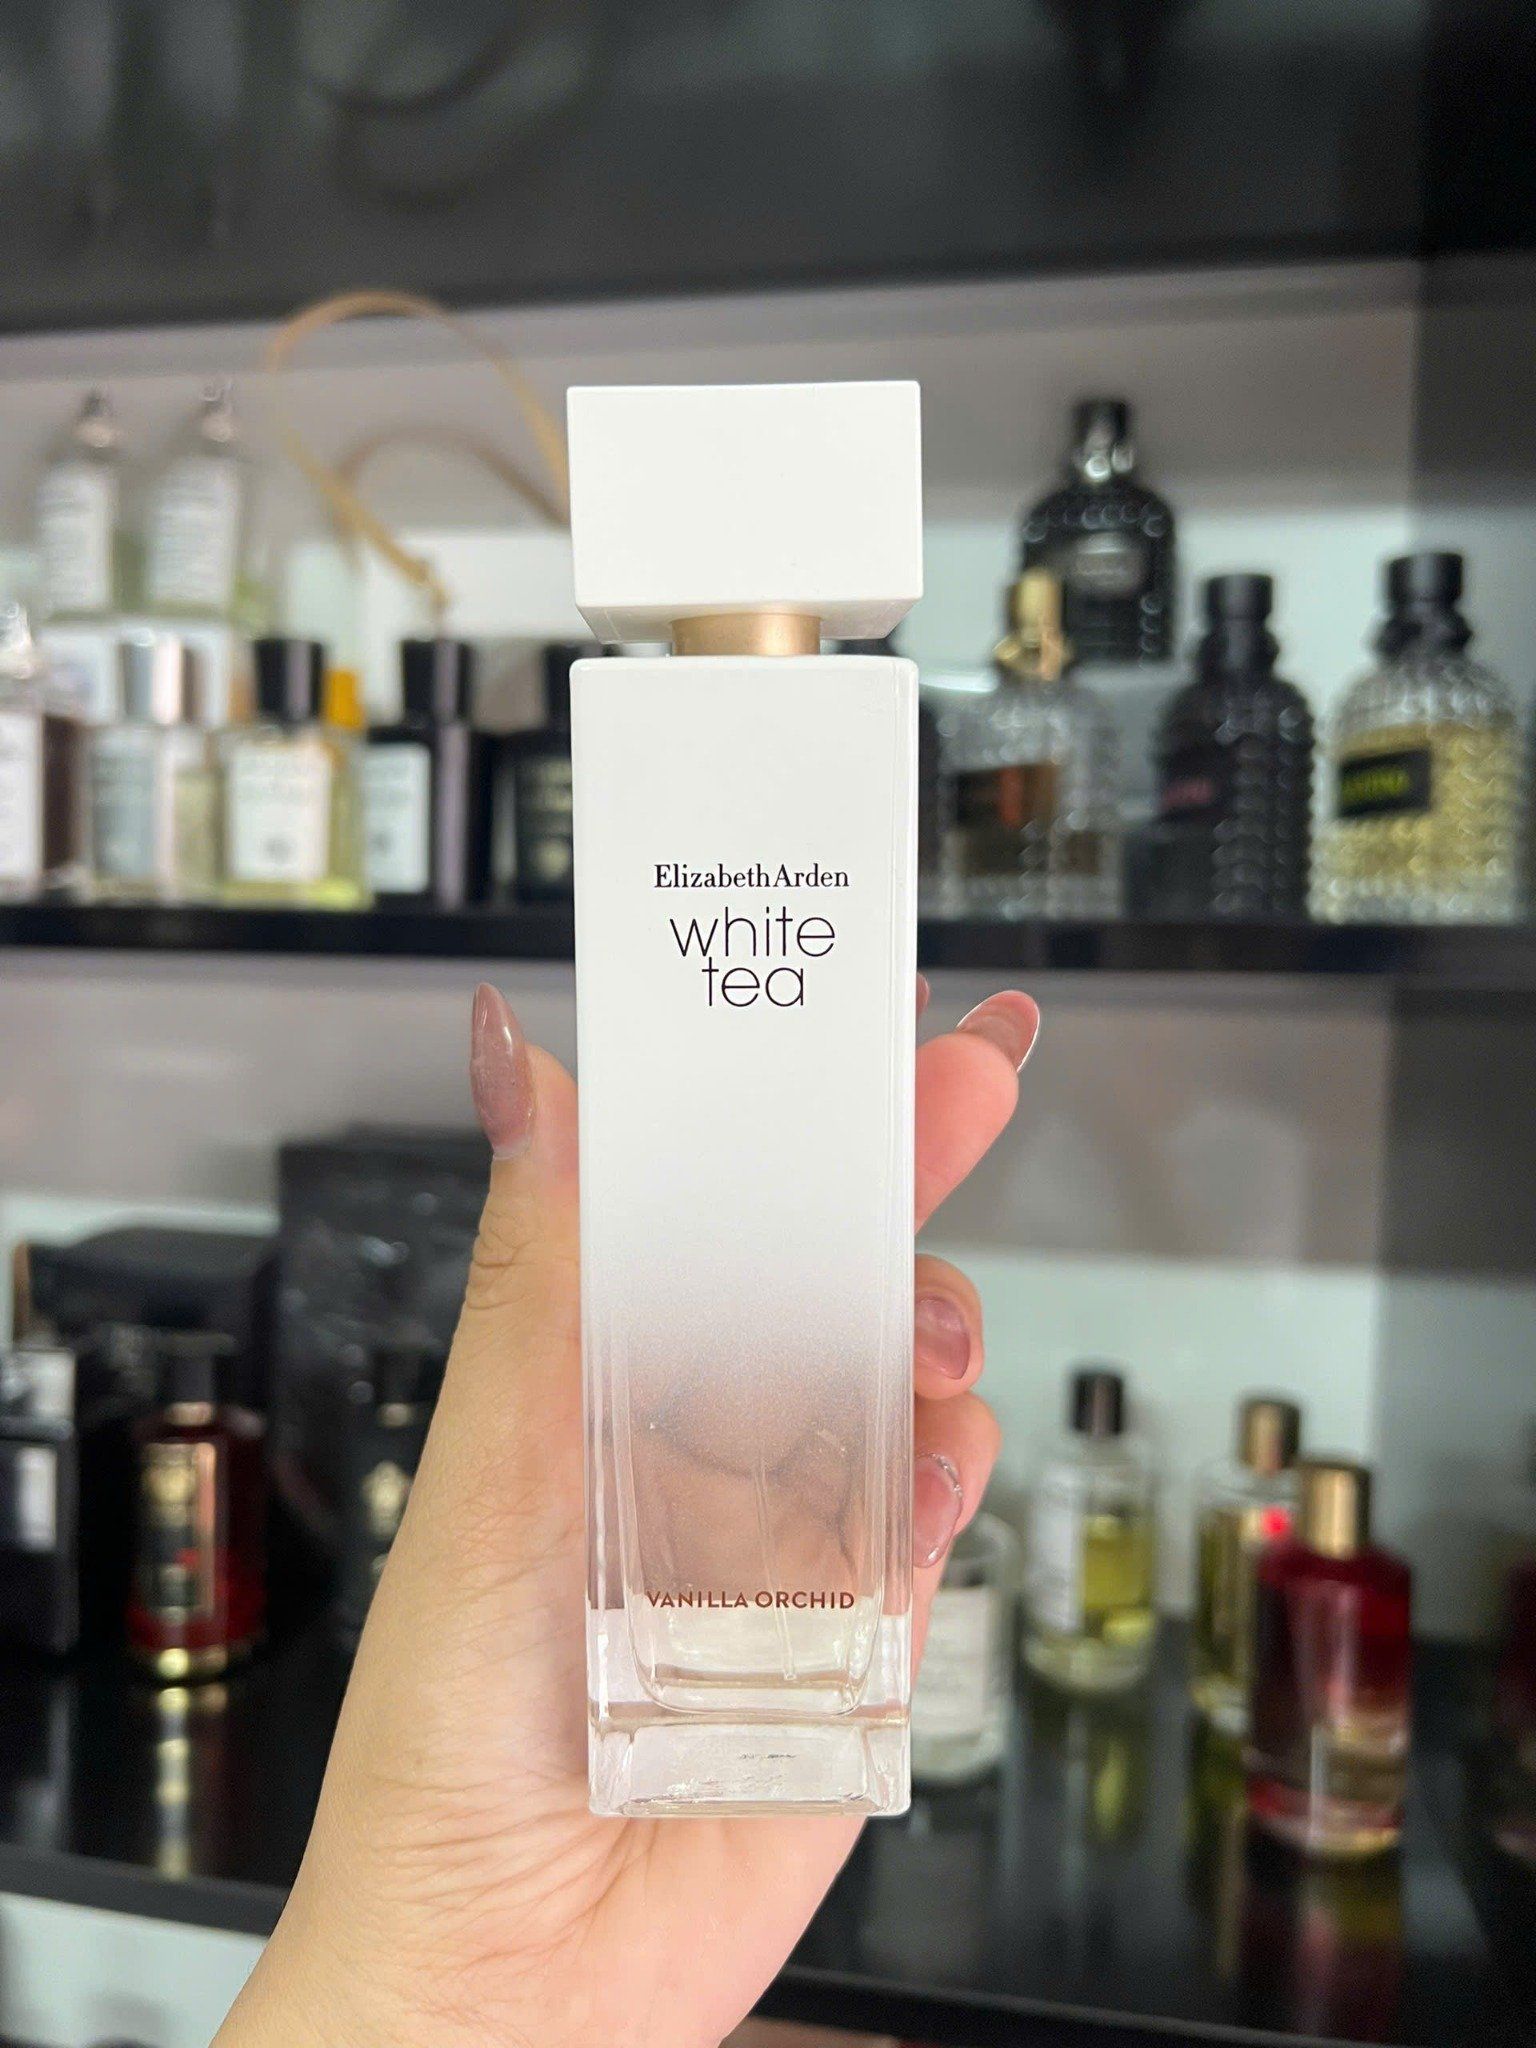 ElizabethArden
white
tea
VANILLA ORCHID